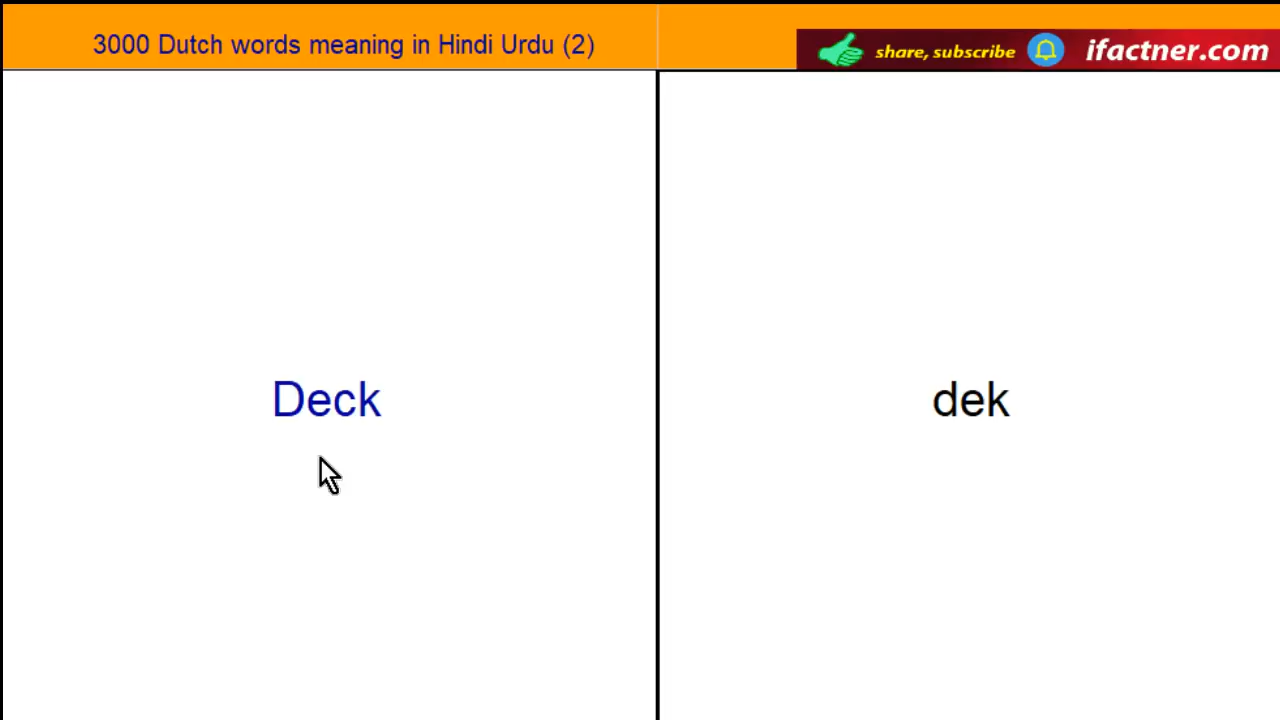 3000 Dutch words meaning in Hindi Urdu (2)
share, subscribe
ifactner.com
Deck
dek